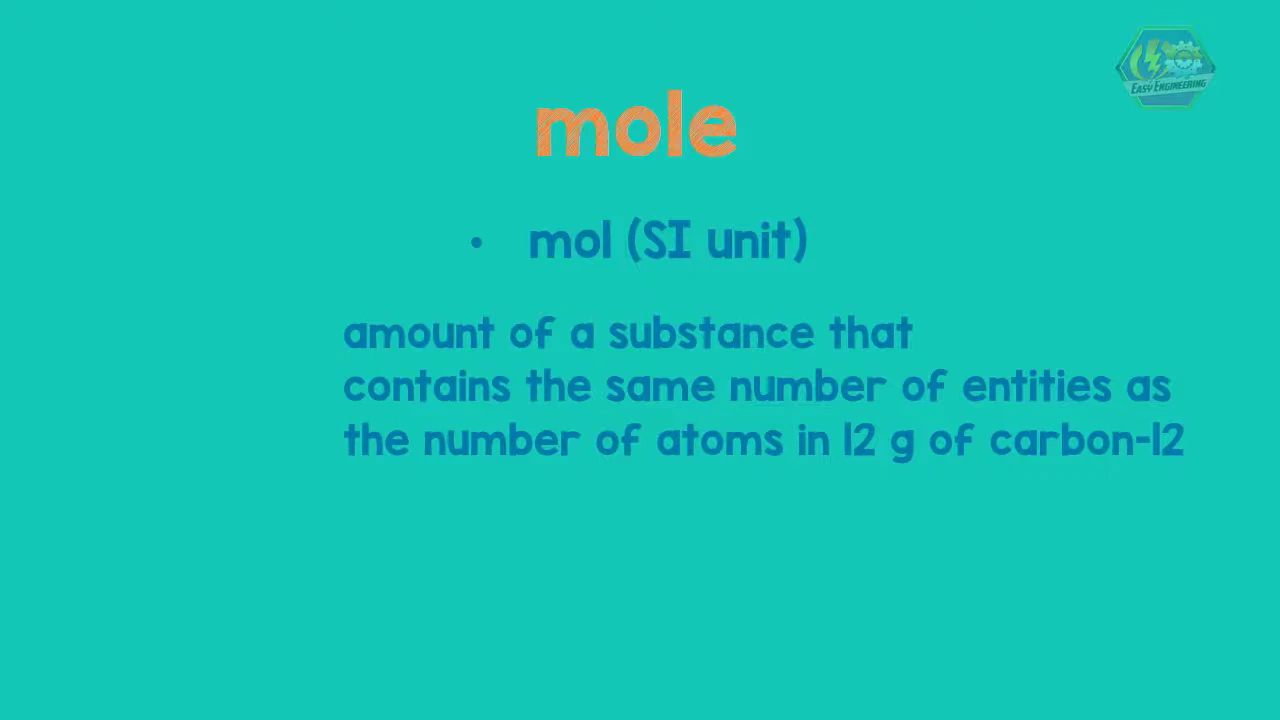 EASY ENGINEERING
mole
• mol (SI unit)
amount of a substance that
contains the same number of entities as
the number of atoms in 12 g of carbon-12